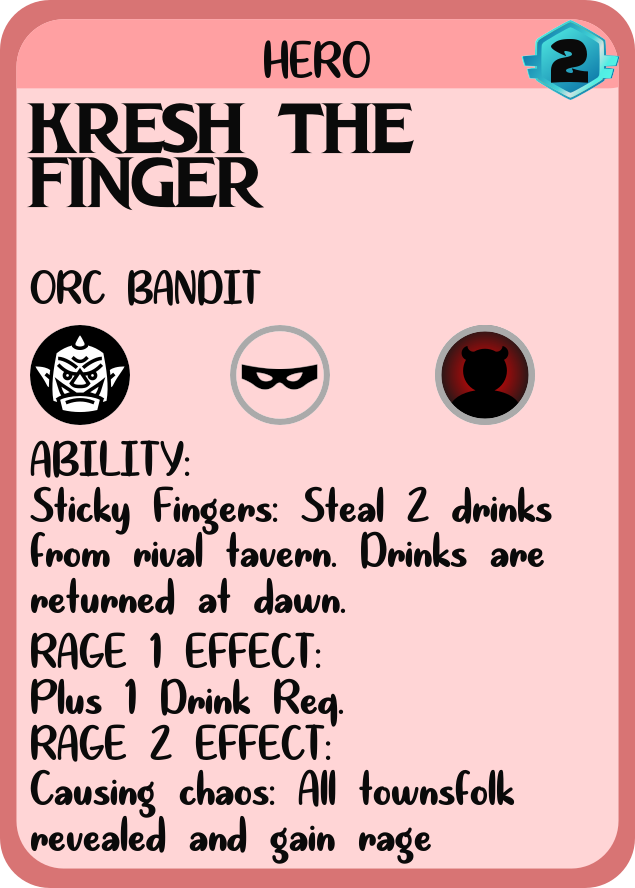 HERO
2
KRESH THE
FINGER
ORC BANDIT
ABILITY:
Sticky Fingers: Steal 2 drinks
from rival tavern. Drinks are
returned at dawn.
RAGE 1 EFFECT:
Plus 1 Drink Req.
RAGE 2 EFFECT:
Causing chaos: All townsfolk
revealed and gain rage